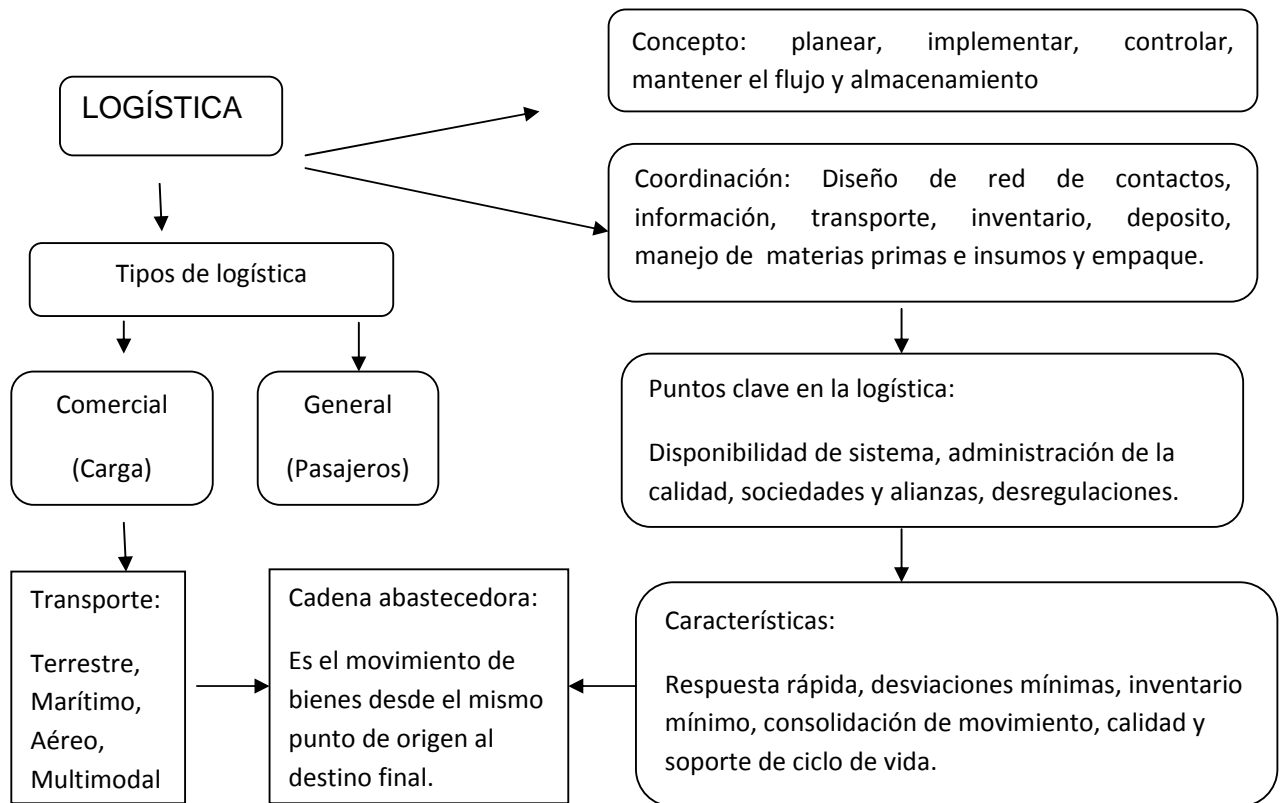 LOGÍSTICA
Concepto: planear, implementar, controlar,
mantener el flujo y almacenamiento
Coordinación: Diseño de red de contactos,
información, transporte, inventario, deposito,
manejo de materias primas e insumos y empaque.
Tipos de logística
Comercial
(Carga)
General
(Pasajeros)
Puntos clave en la logística:
Disponibilidad de sistema, administración de la
calidad, sociedades y alianzas, desregulaciones.
Transporte:
Terrestre,
Marítimo,
Aéreo,
Multimodal
Cadena abastecedora:
Es el movimiento de
bienes desde el mismo
punto de origen al
destino final.
Características:
Respuesta rápida, desviaciones mínimas, inventario
mínimo, consolidación de movimiento, calidad y
soporte de ciclo de vida.